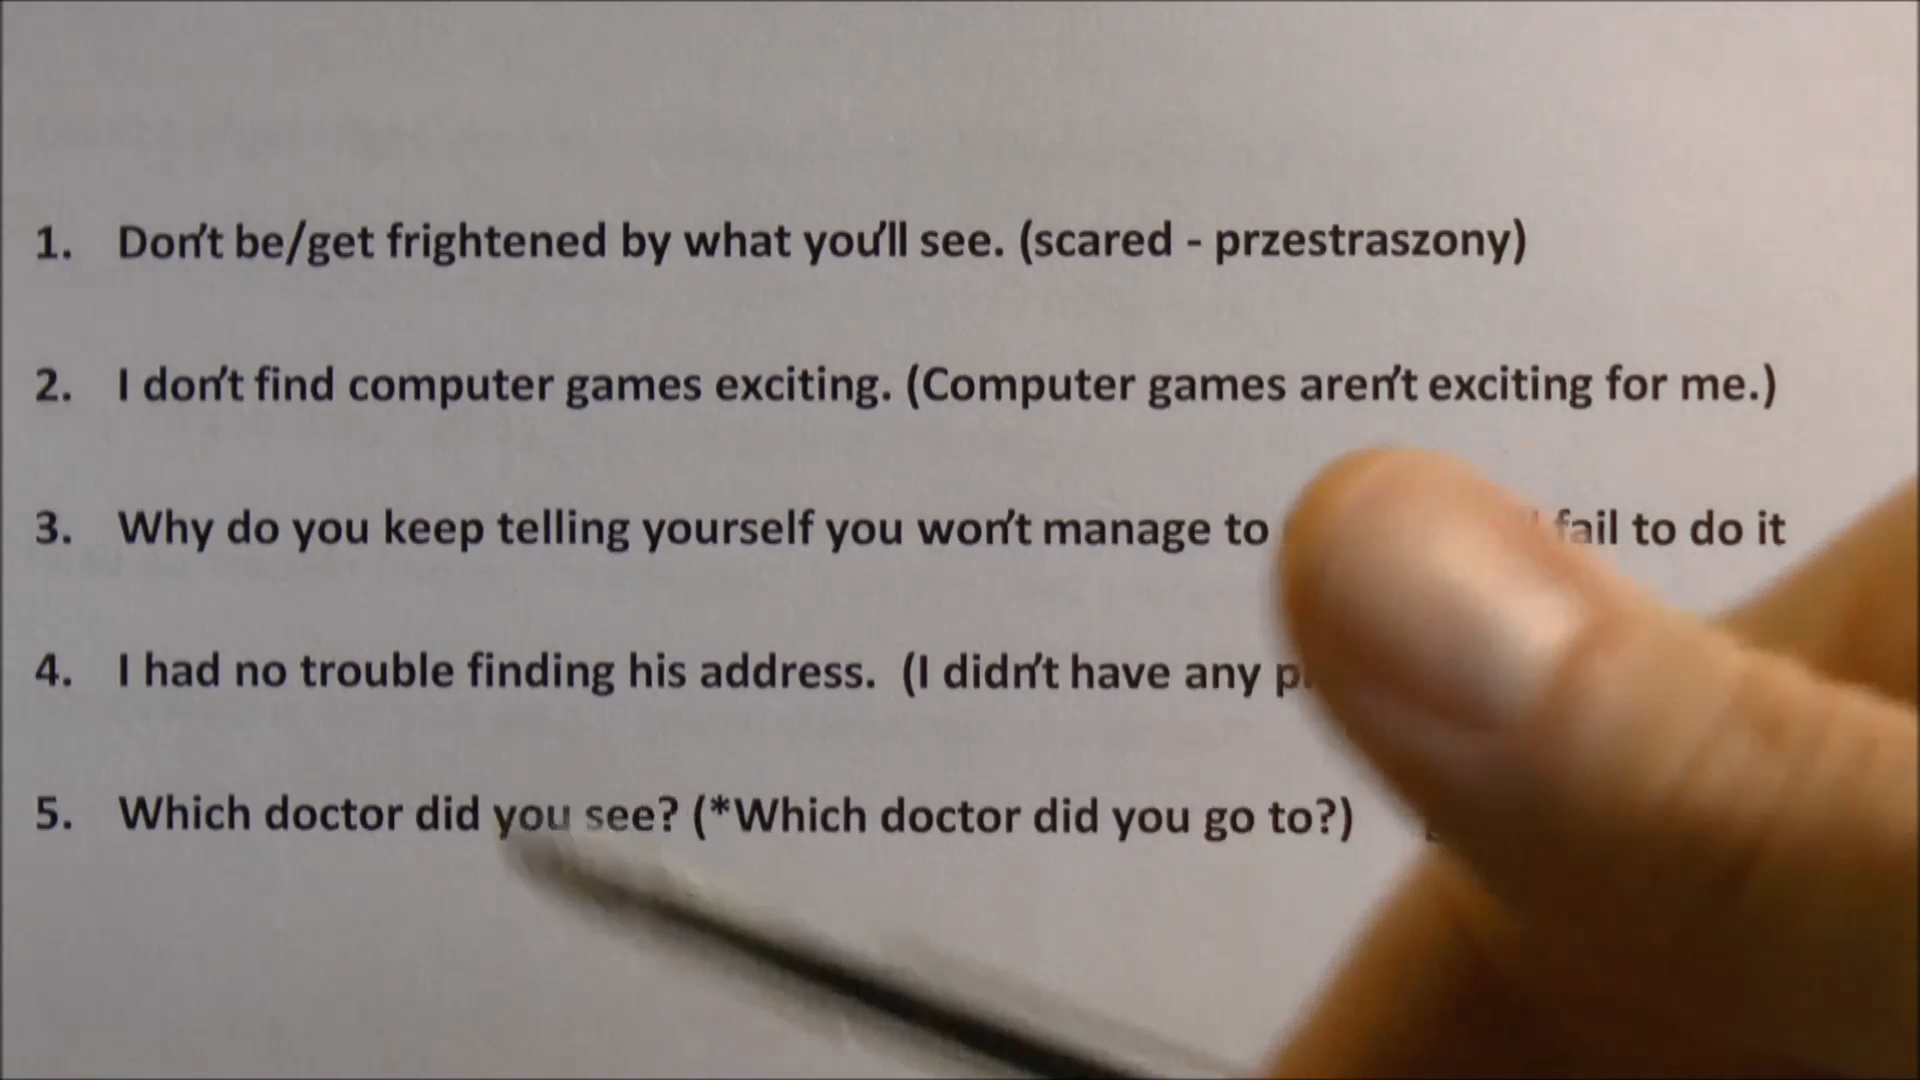 1. Don't be/get frightened by what you'll see. (scared - przestraszony)
2. I don't find computer games exciting. (Computer games aren't exciting for me.)
3. Why do you keep telling yourself you won't manage to fail to do it
4. I had no trouble finding his address. (I didn't have any
5. Which doctor did you see? (*Which doctor did you go to?)